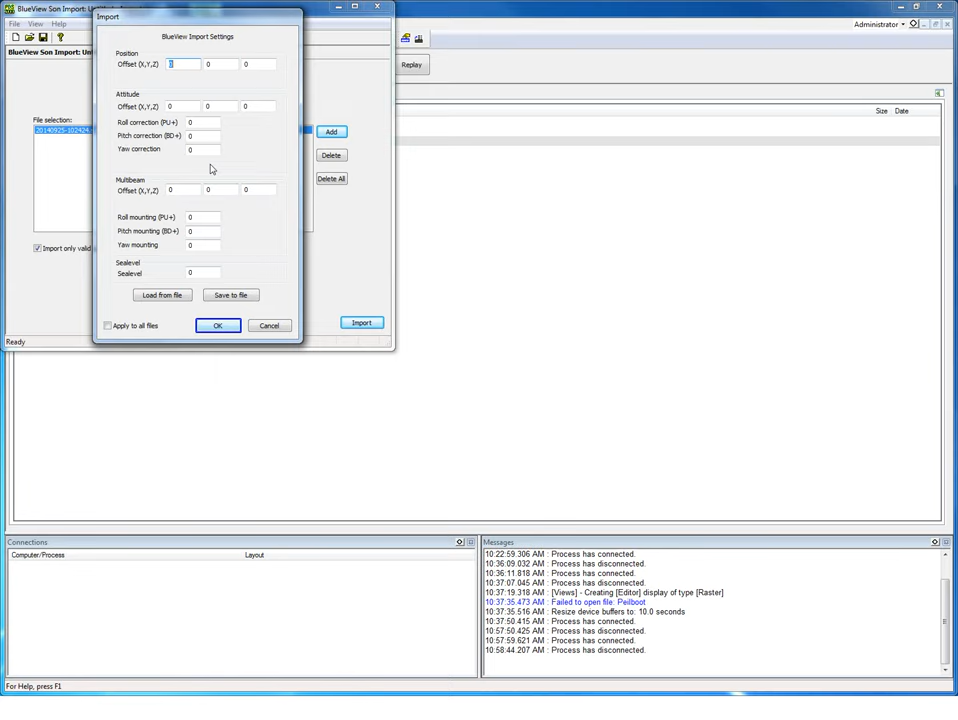 BlueView Son Import:
File View Help
BlueView Son Import:
File selection:
20140925-102424.
Import only valid
Ready
Add
Delete
Delete All
Import
Import
BlueView Import Settings
Position
Offset (X,Y,Z) 0 0 0
Attitude
Offset (X,Y,Z) 0 0 0
Roll correction (PU+) 0
Pitch correction (BD+) 0
Yaw correction 0
Multibeam
Offset (X,Y,Z) 0 0 0
Roll mounting (PU+) 0
Pitch mounting (BD+) 0
Yaw mounting 0
Sealevel
Sealevel 0
Load from file Save to file
Apply to all files OK Cancel
Administrator
Replay
Size Date
Connections
Computer/Process Layout
Messages
10:22:59.306 AM : Process has connected.
10:36:09.032 AM : Process has disconnected.
10:36:11.818 AM : Process has connected.
10:37:07.045 AM : Process has disconnected.
10:37:19.318 AM : [Views] - Creating [Editor] display of type [Raster]
10:37:35.473 AM : Failed to open file: Peilboot
10:37:35.516 AM : Resize device buffers to: 10.0 seconds
10:37:50.415 AM : Process has connected.
10:57:50.425 AM : Process has disconnected.
10:57:59.621 AM : Process has connected.
10:58:44.207 AM : Process has disconnected.
For Help, press F1